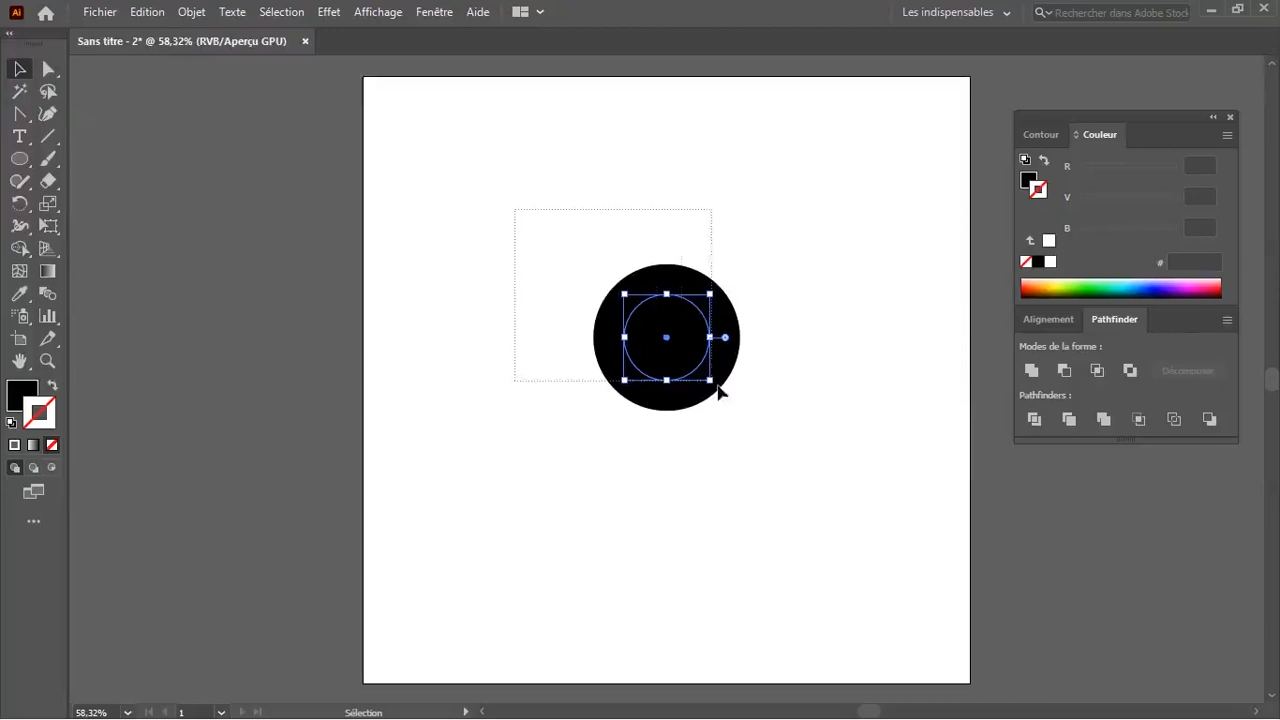 Ai
Fichier Edition Objet Texte Sélection Effet Affichage Fenêtre Aide
Les indispensables
Rechercher dans Adobe Stock
Sans titre - 2* @ 58,32% (RVB/Aperçu GPU)
Contour Couleur
R
V
B
#
Alignement Pathfinder
Modes de la forme :
Décomposer
Pathfinders :
58,32% 1 Sélection